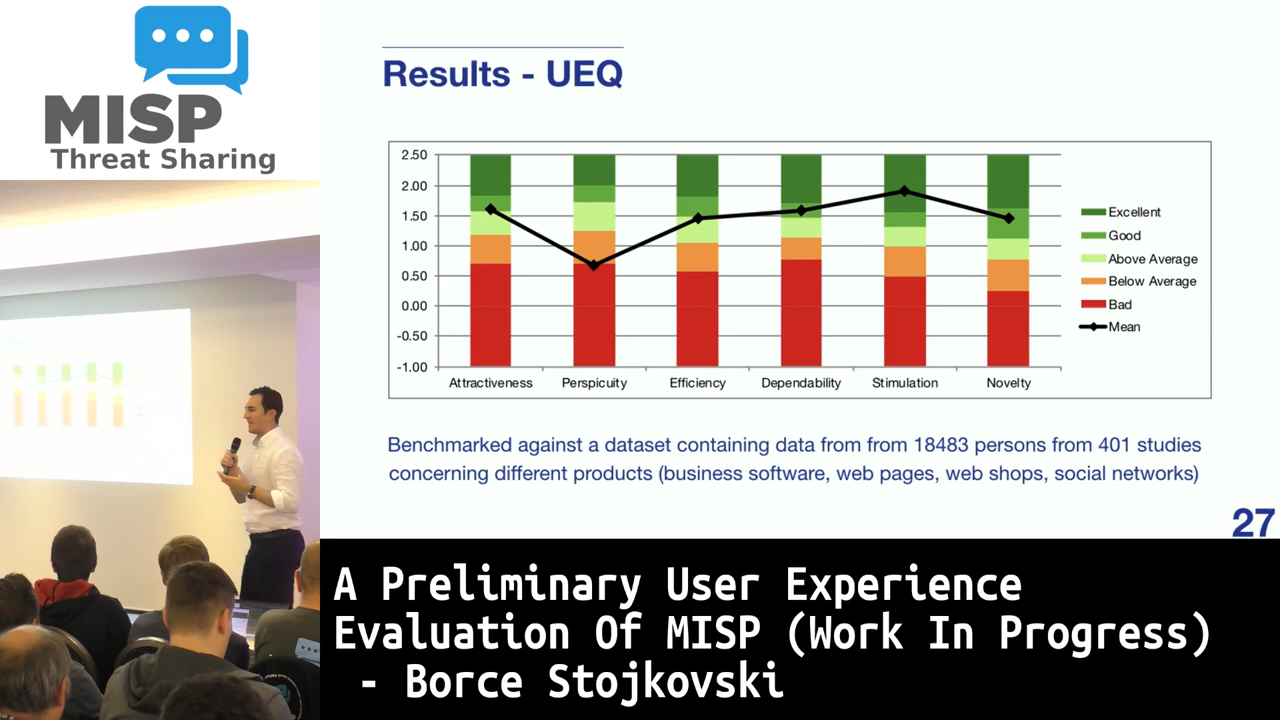 MISP
Threat Sharing
Results - UEQ
2.50
2.00
1.50
1.00
0.50
0.00
-0.50
-1.00
Attractiveness
Perspicuity
Efficiency
Dependability
Stimulation
Novelty
Excellent
Good
Above Average
Below Average
Bad
Mean
Benchmarked against a dataset containing data from from 18483 persons from 401 studies
concerning different products (business software, web pages, web shops, social networks)
27
A Preliminary User Experience
Evaluation Of MISP (Work In Progress)
- Borce Stojkovski